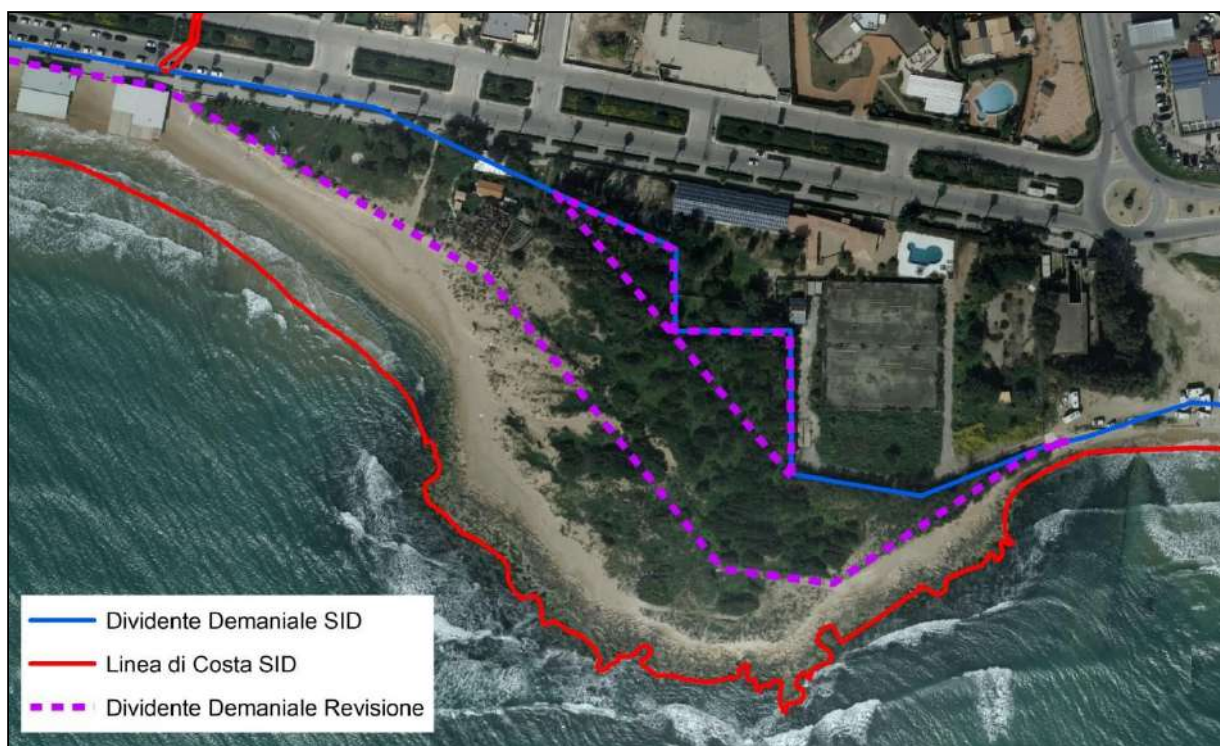 Dividente Demaniale SID
Linea di Costa SID
Dividente Demaniale Revisione